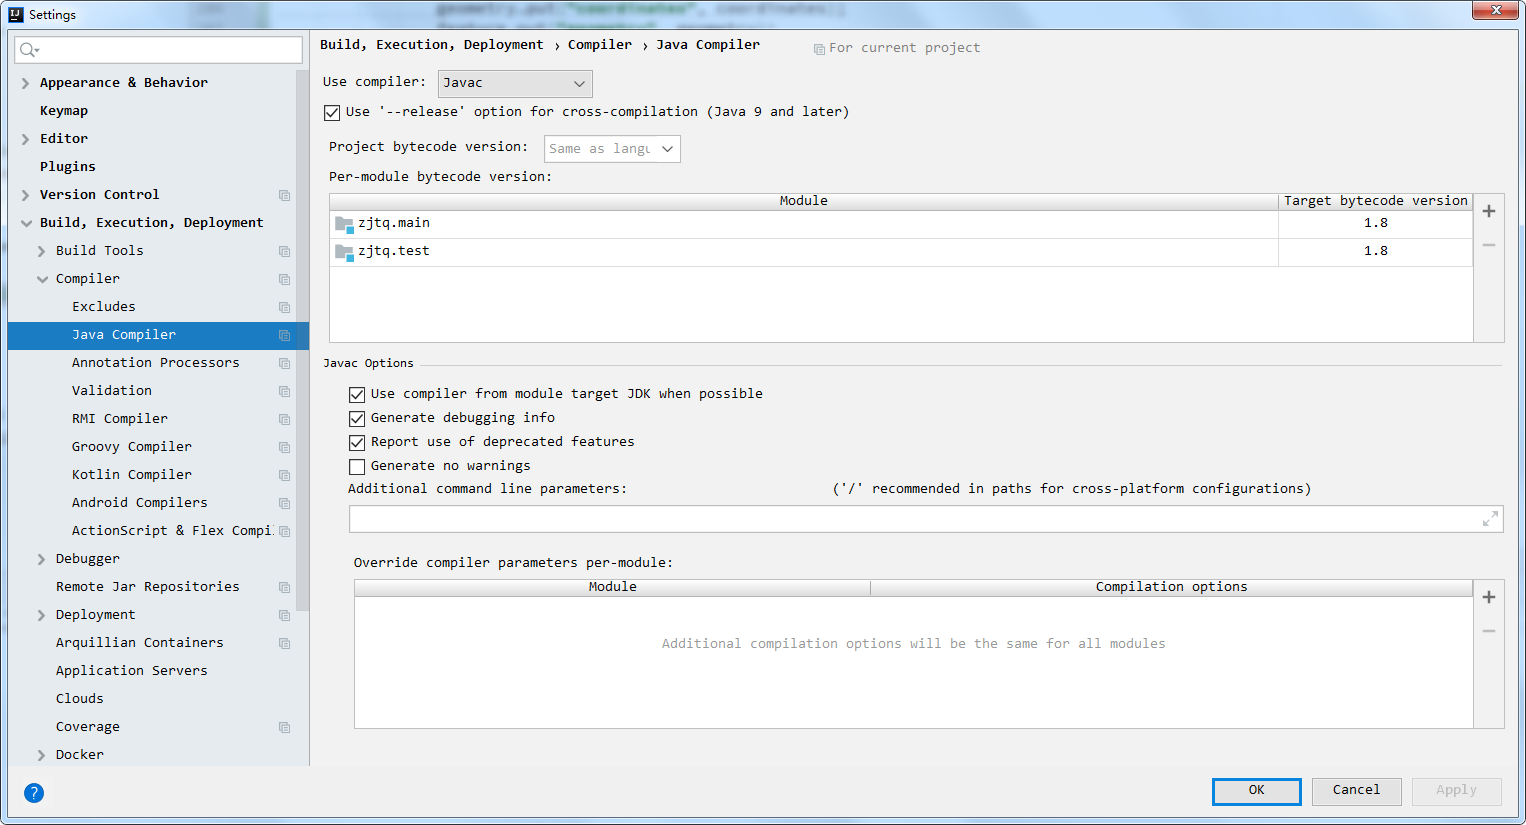 Settings
geometry.put("coordinates", coordinates);
Appearance & Behavior
Keymap
Editor
Plugins
Version Control
Build, Execution, Deployment
Build Tools
Compiler
Excludes
Java Compiler
Annotation Processors
Validation
RMI Compiler
Groovy Compiler
Kotlin Compiler
Android Compilers
ActionScript & Flex Compi
Debugger
Remote Jar Repositories
Deployment
Arquillian Containers
Application Servers
Clouds
Coverage
Docker
Build, Execution, Deployment › Compiler › Java Compiler
For current project
Use compiler: Javac
Use '--release' option for cross-compilation (Java 9 and later)
Project bytecode version: Same as langu
Per-module bytecode version:
Module Target bytecode version
zjtq.main 1.8
zjtq.test 1.8
Javac Options
Use compiler from module target JDK when possible
Generate debugging info
Report use of deprecated features
Generate no warnings
Additional command line parameters: ('/' recommended in paths for cross-platform configurations)
Override compiler parameters per-module:
Module Compilation options
Additional compilation options will be the same for all modules
? OK Cancel Apply